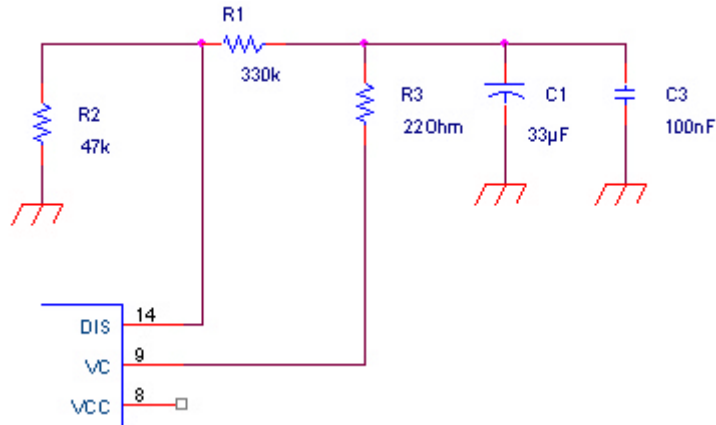 R1
330k
R2
47k
R3
22Ohm
C1
33µF
C3
100nF
DIS
14
VC
9
VCC
8